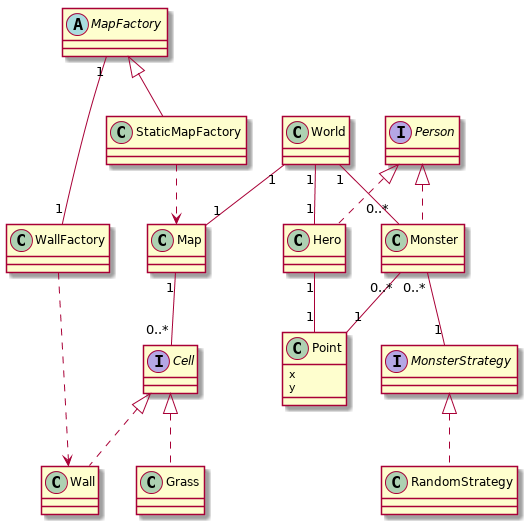 A MapFactory
1
C StaticMapFactory
C World
I Person
1
1
1
1
1
1
0..*
C WallFactory
C Map
C Hero
C Monster
1
1
0..*
0..*
0..*
1
1
1
I Cell
C Point
x
y
I MonsterStrategy
C Wall
C Grass
C RandomStrategy